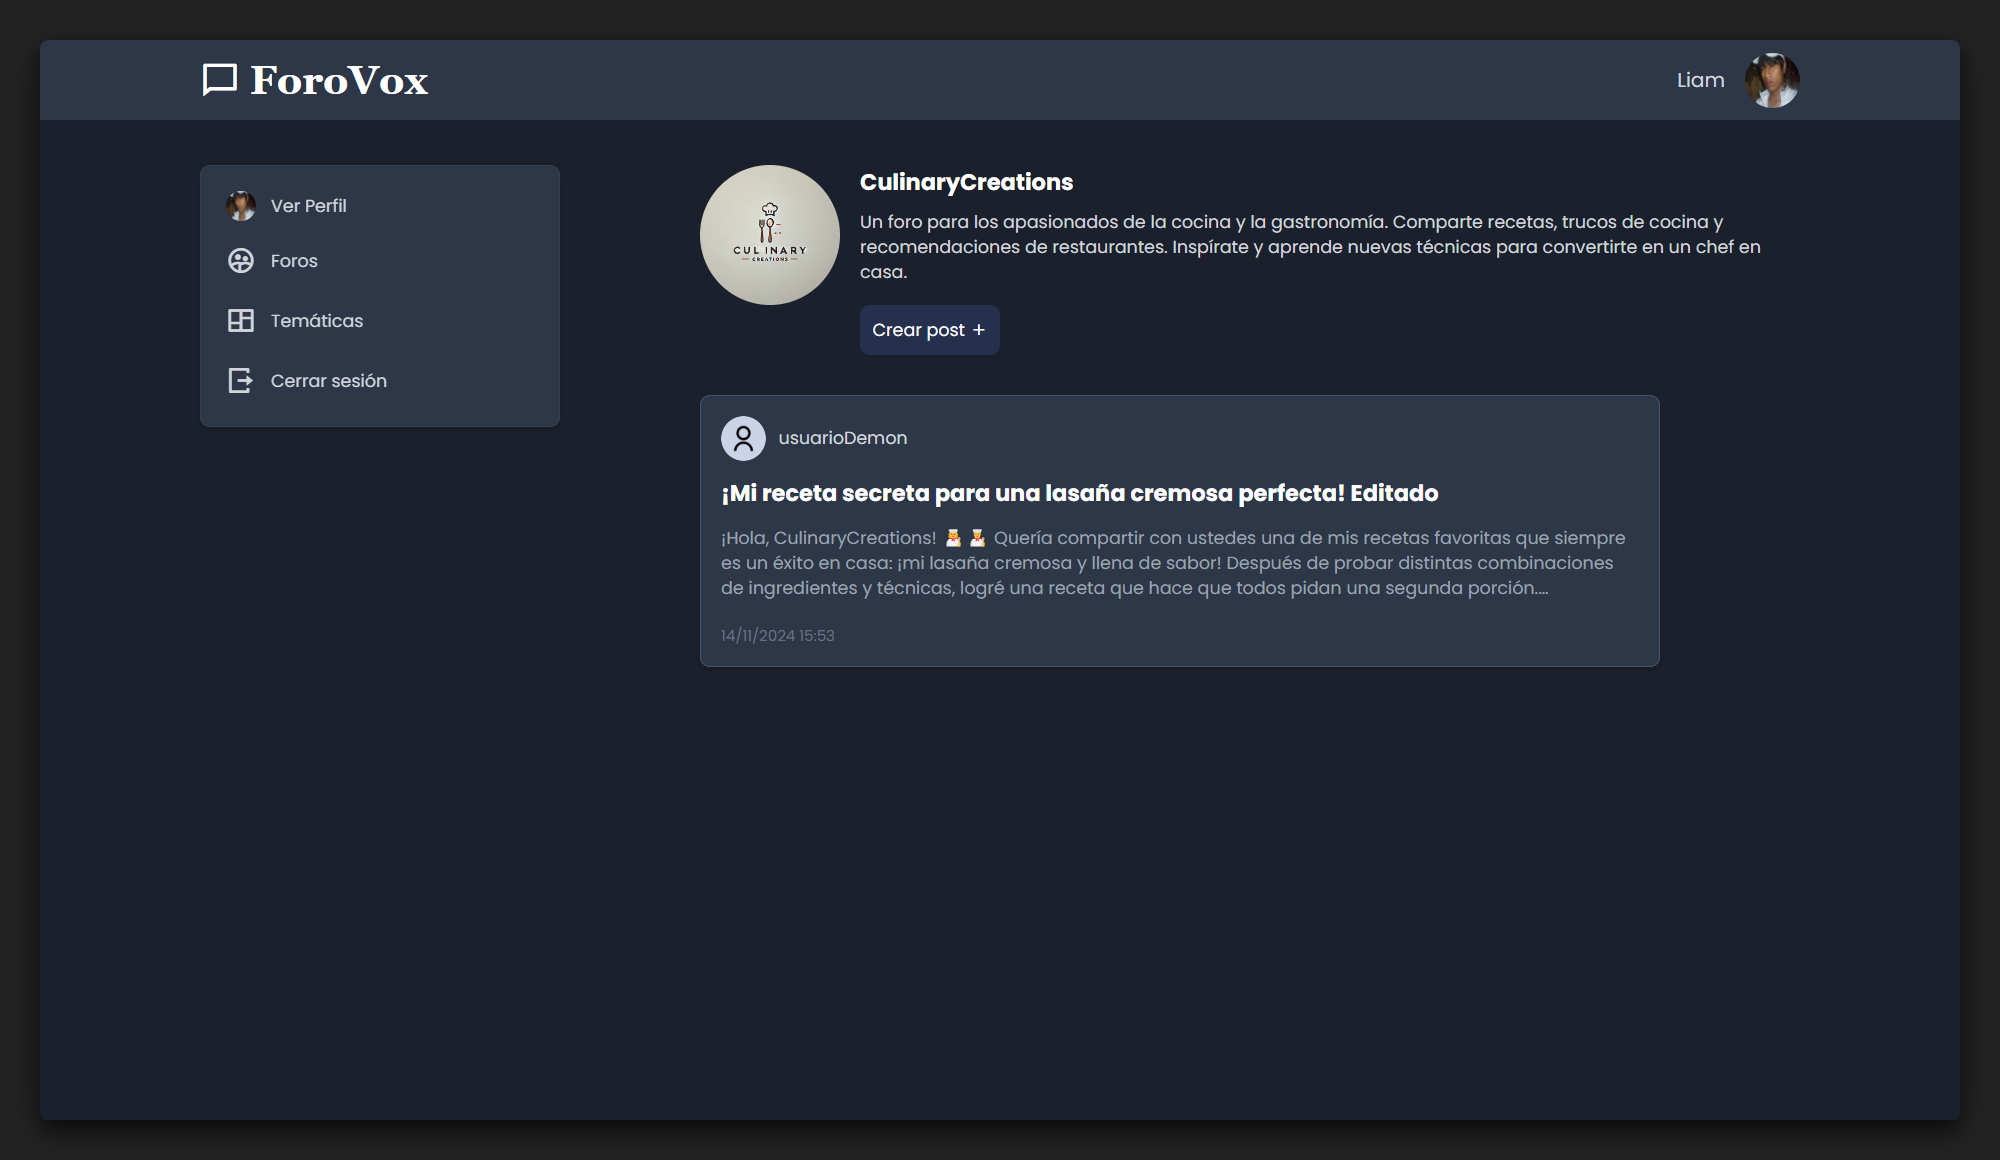 ForoVox
Liam
Ver Perfil
Foros
Temáticas
Cerrar sesión
CULINARY
CREATIONS
CulinaryCreations
Un foro para los apasionados de la cocina y la gastronomía. Comparte recetas, trucos de cocina y
recomendaciones de restaurantes. Inspírate y aprende nuevas técnicas para convertirte en un chef en
casa.
Crear post +
usuarioDemon
¡Mi receta secreta para una lasaña cremosa perfecta! Editado
¡Hola, CulinaryCreations! 👩‍🍳👨‍🍳 Quería compartir con ustedes una de mis recetas favoritas que siempre
es un éxito en casa: ¡mi lasaña cremosa y llena de sabor! Después de probar distintas combinaciones
de ingredientes y técnicas, logré una receta que hace que todos pidan una segunda porción....
14/11/2024 15:53